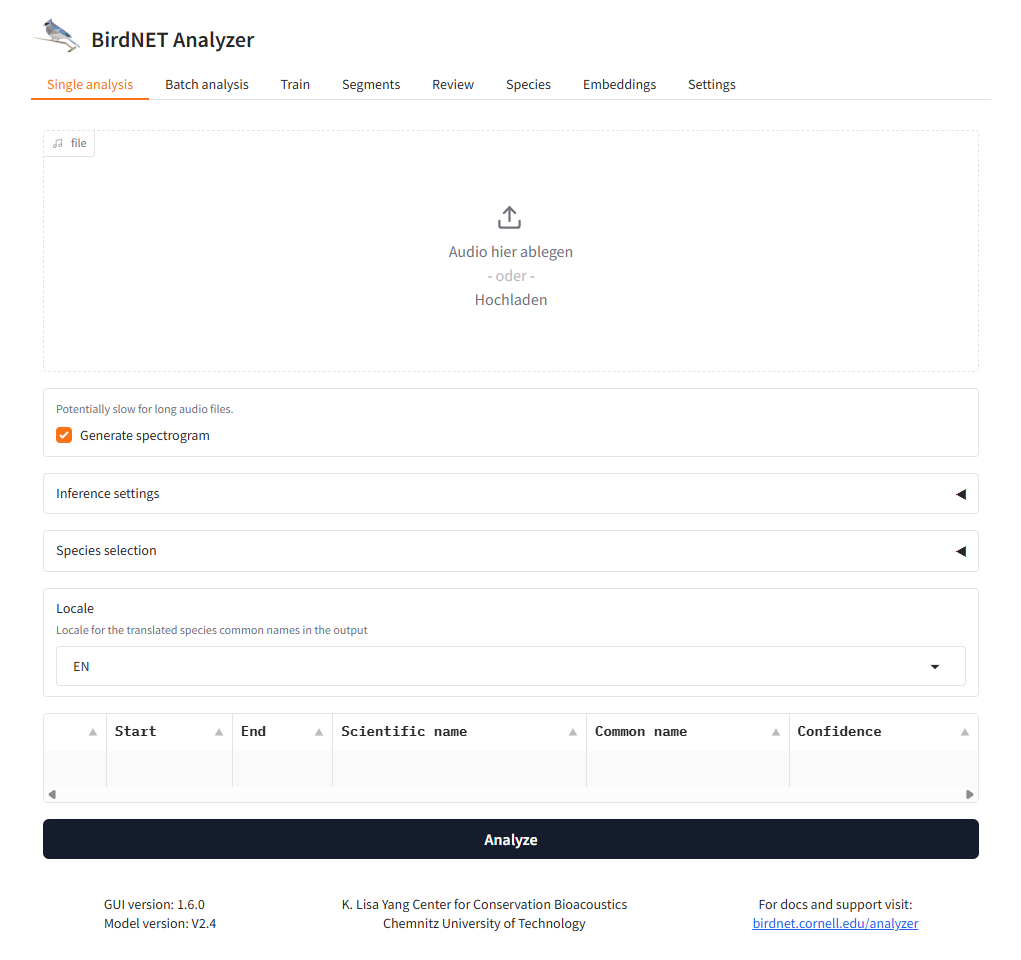 BirdNET Analyzer
Single analysis Batch analysis Train Segments Review Species Embeddings Settings
file
Audio hier ablegen
- oder -
Hochladen
Potentially slow for long audio files.
Generate spectrogram
Inference settings
Species selection
Locale
Locale for the translated species common names in the output
EN
Start End Scientific name Common name Confidence
Analyze
GUI version: 1.6.0
Model version: V2.4
K. Lisa Yang Center for Conservation Bioacoustics
Chemnitz University of Technology
For docs and support visit:
birdnet.cornell.edu/analyzer